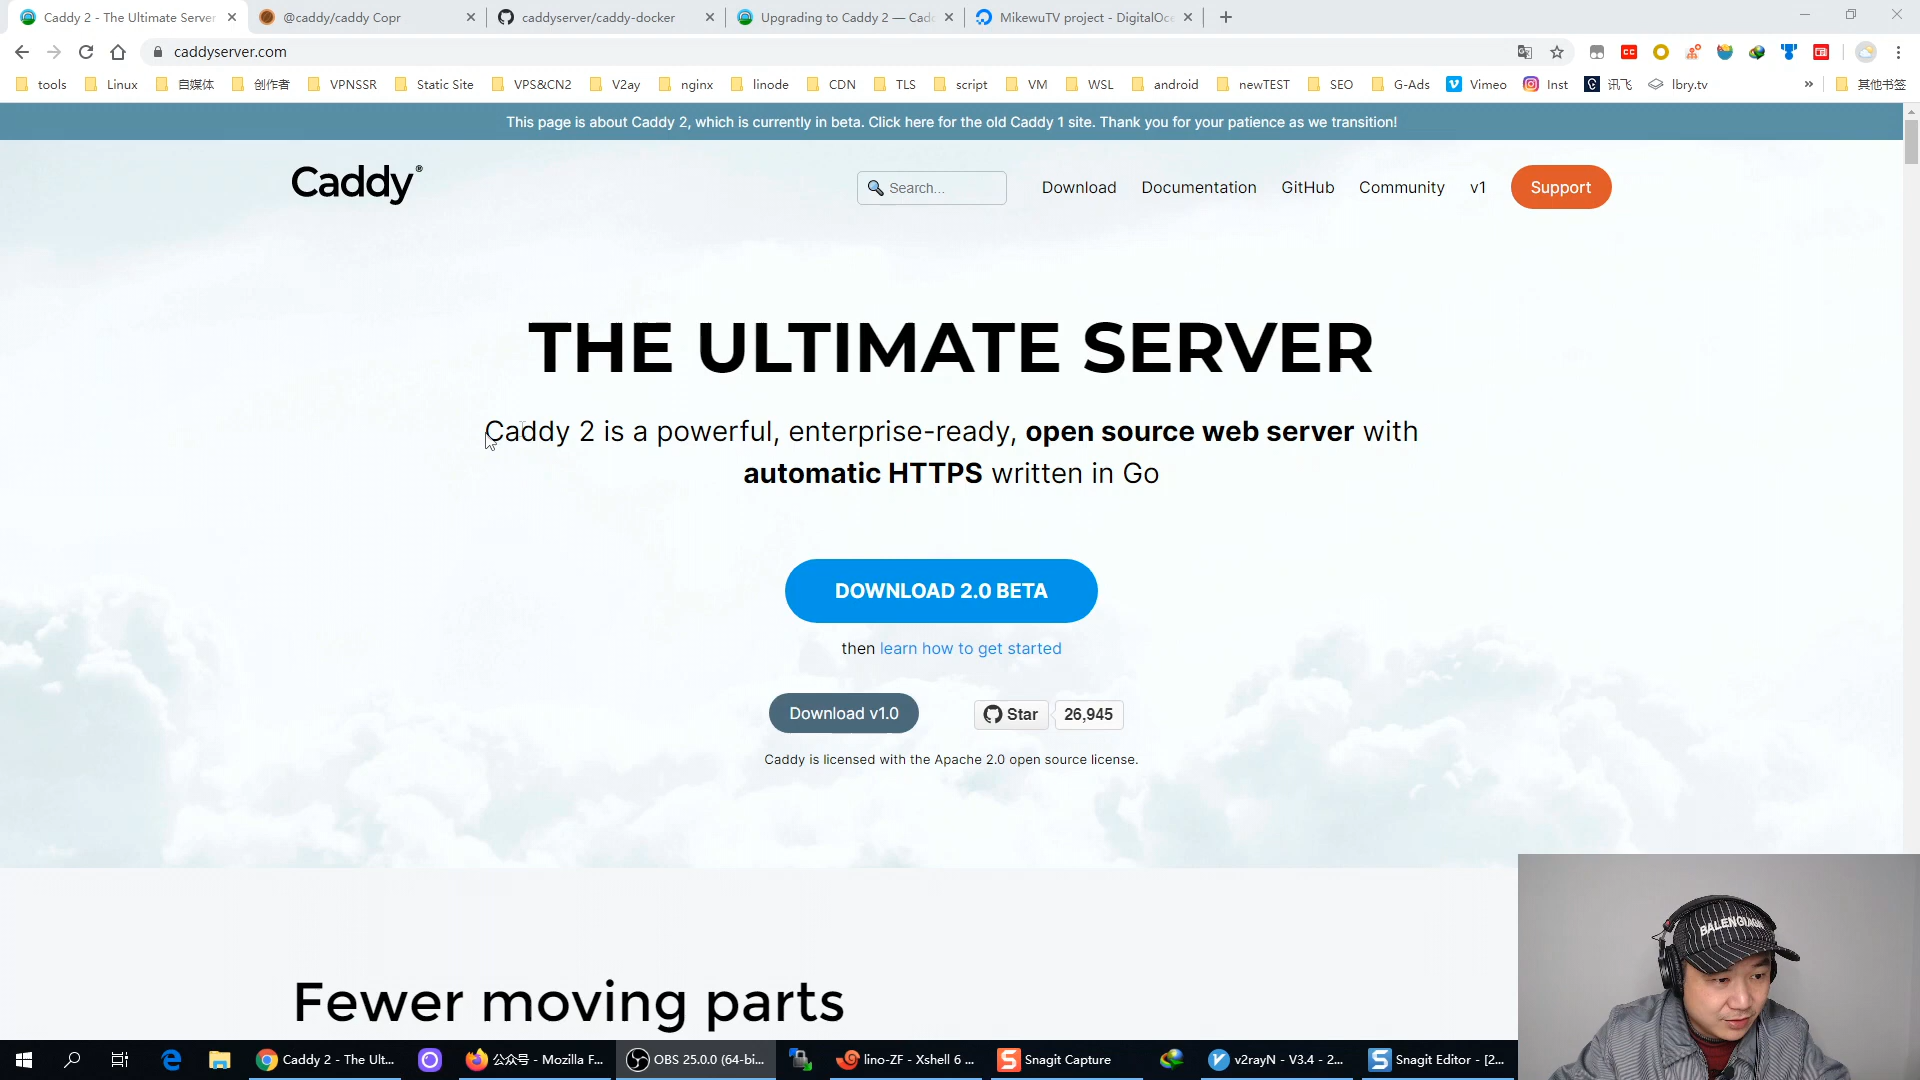 Caddy 2 - The Ultimate Server
@caddy/caddy Copr
caddyserver/caddy-docker
Upgrading to Caddy 2 — Cadd
MikewuTV project - DigitalOce
caddyserver.com
tools
Linux
自媒体
创作者
VPNSSR
Static Site
VPS&CN2
V2ay
nginx
linode
CDN
TLS
script
VM
WSL
android
newTEST
SEO
G-Ads
Vimeo
Inst
讯飞
lbry.tv
»
其他书签
This page is about Caddy 2, which is currently in beta. Click here for the old Caddy 1 site. Thank you for your patience as we transition!
Caddy®
Search...
Download
Documentation
GitHub
Community
v1
Support
THE ULTIMATE SERVER
Caddy 2 is a powerful, enterprise-ready, open source web server with
automatic HTTPS written in Go
DOWNLOAD 2.0 BETA
then learn how to get started
Download v1.0
Star
26,945
Caddy is licensed with the Apache 2.0 open source license.
Fewer moving parts
BALENCIAGA
Caddy 2 - The Ult...
公众号 - Mozilla F...
OBS 25.0.0 (64-bi...
lino-ZF - Xshell 6 ...
Snagit Capture
v2rayN - V3.4 - 2...
Snagit Editor - [2...